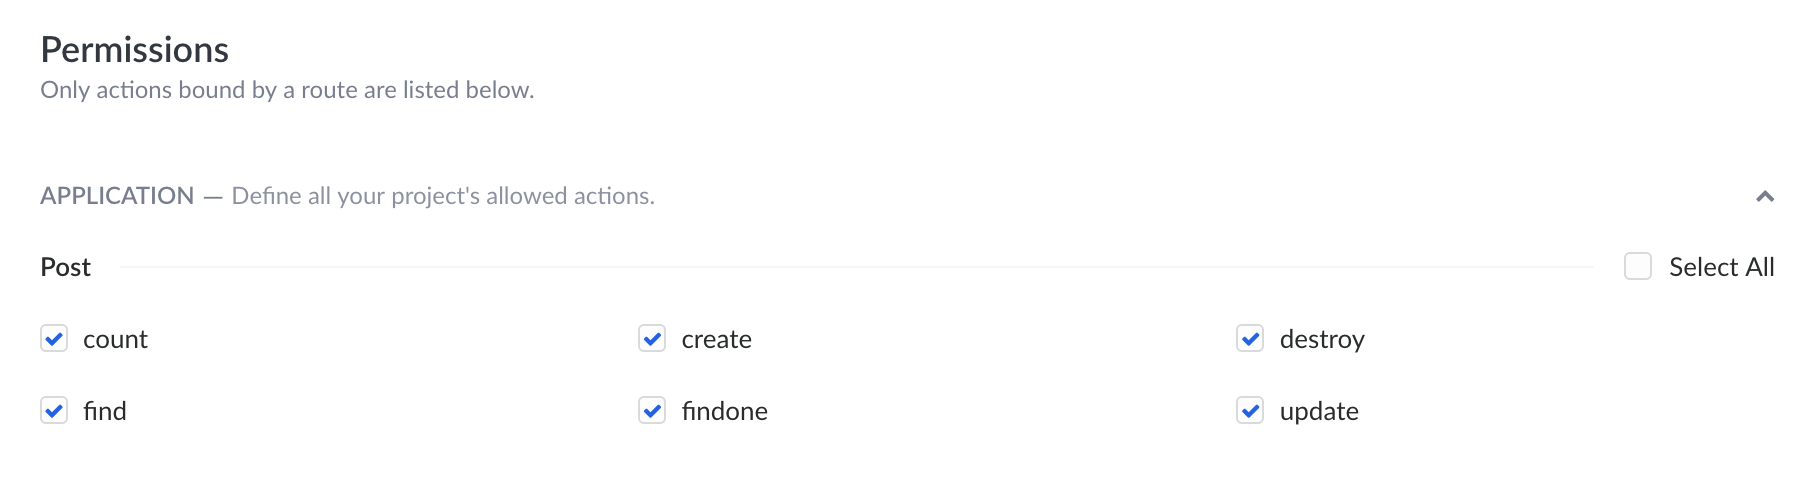 Permissions
Only actions bound by a route are listed below.
APPLICATION — Define all your project's allowed actions.
Post Select All
count create destroy
find findone update